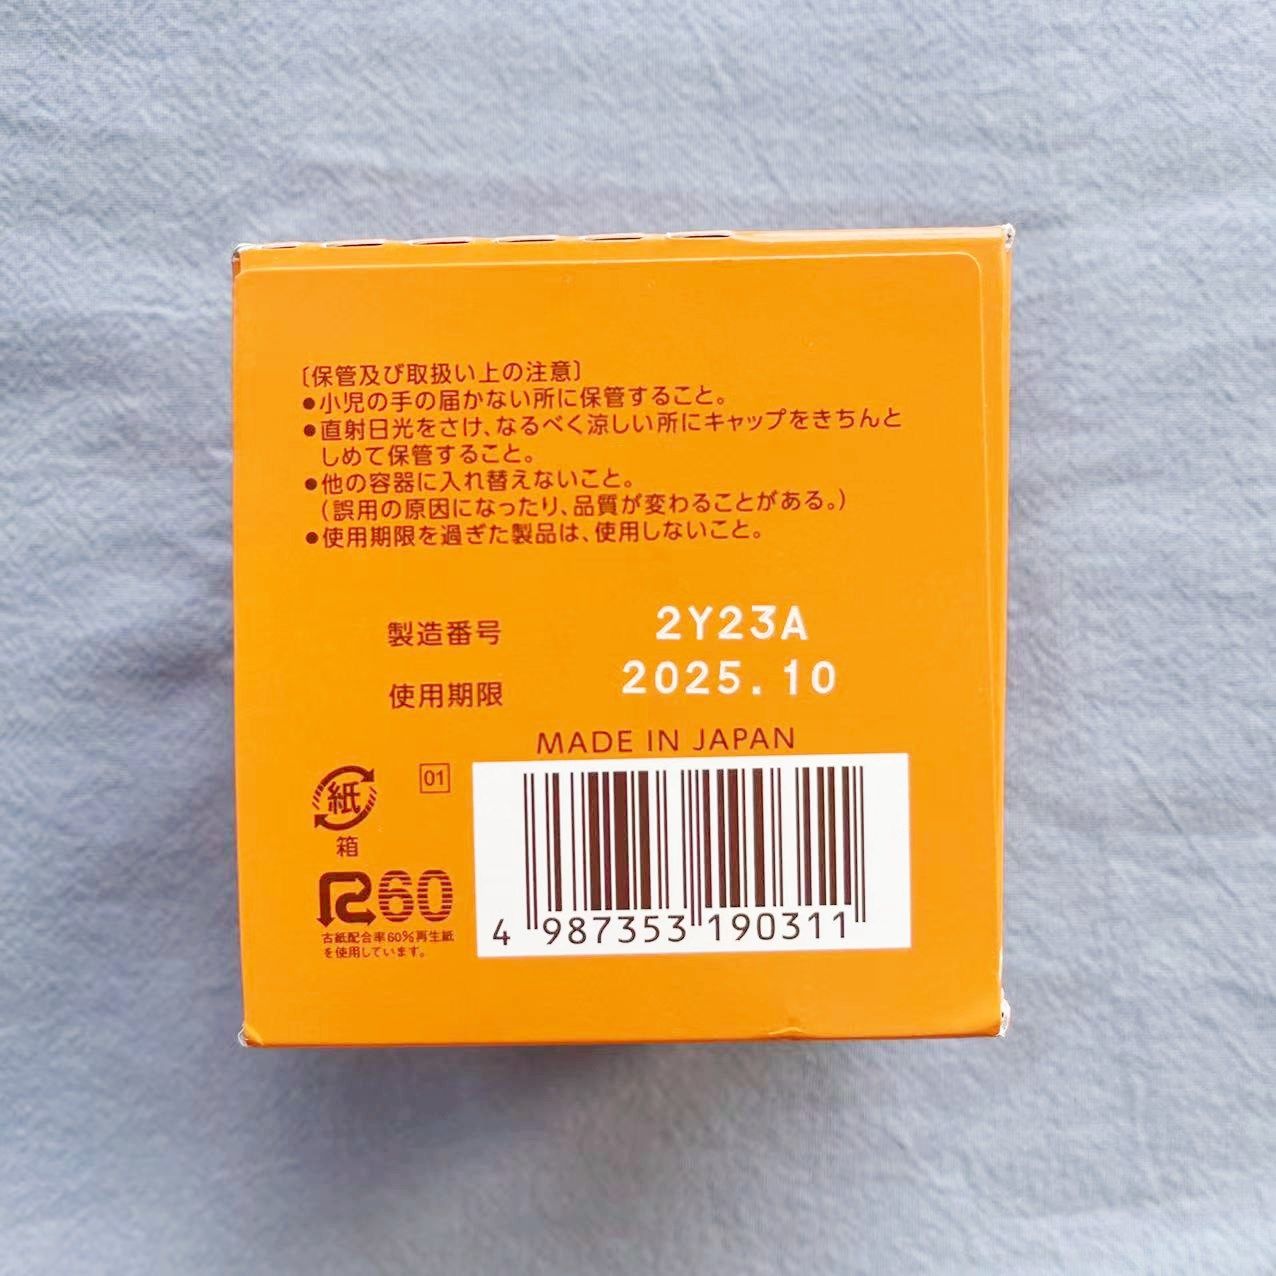 〔保管及び取扱い上の注意〕
●小児の手の届かない所に保管すること。
●直射日光をさけ、なるべく涼しい所にキャップをきちんと
しめて保管すること。
●他の容器に入れ替えないこと。
(誤用の原因になったり、品質が変わることがある。)
●使用期限を過ぎた製品は、使用しないこと。
製造番号 2Y23A
使用期限 2025.10
MADE IN JAPAN
紙 01
箱
R60
古紙配合率60%再生紙
を使用しています。
4 987353 190311